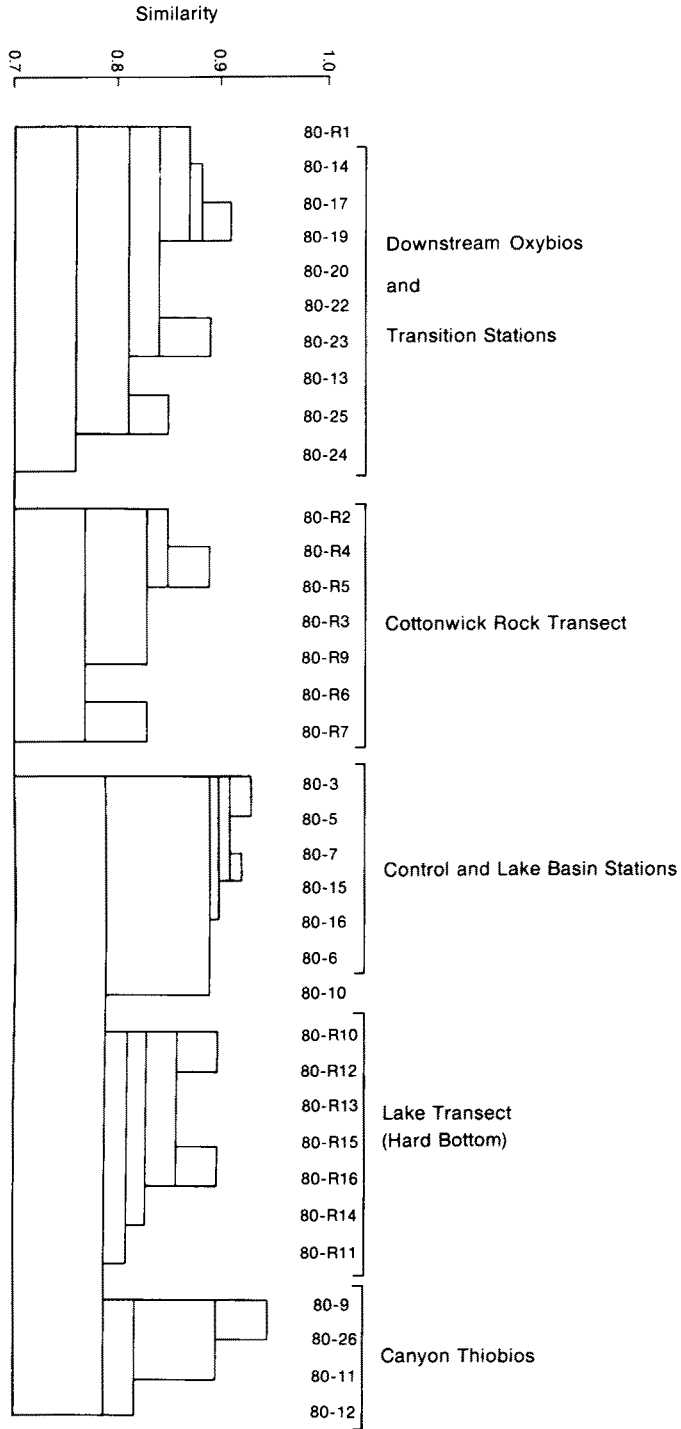 Similarity
0.7 0.8 0.9 1.0
80-R1
80-14
80-17
80-19
80-20
80-22
80-23
80-13
80-25
80-24
Downstream Oxybios
and
Transition Stations
80-R2
80-R4
80-R5
80-R3
80-R9
80-R6
80-R7
Cottonwick Rock Transect
80-3
80-5
80-7
80-15
80-16
80-6
Control and Lake Basin Stations
80-10
80-R10
80-R12
80-R13
80-R15
80-R16
80-R14
80-R11
Lake Transect
(Hard Bottom)
80-9
80-26
80-11
80-12
Canyon Thiobios